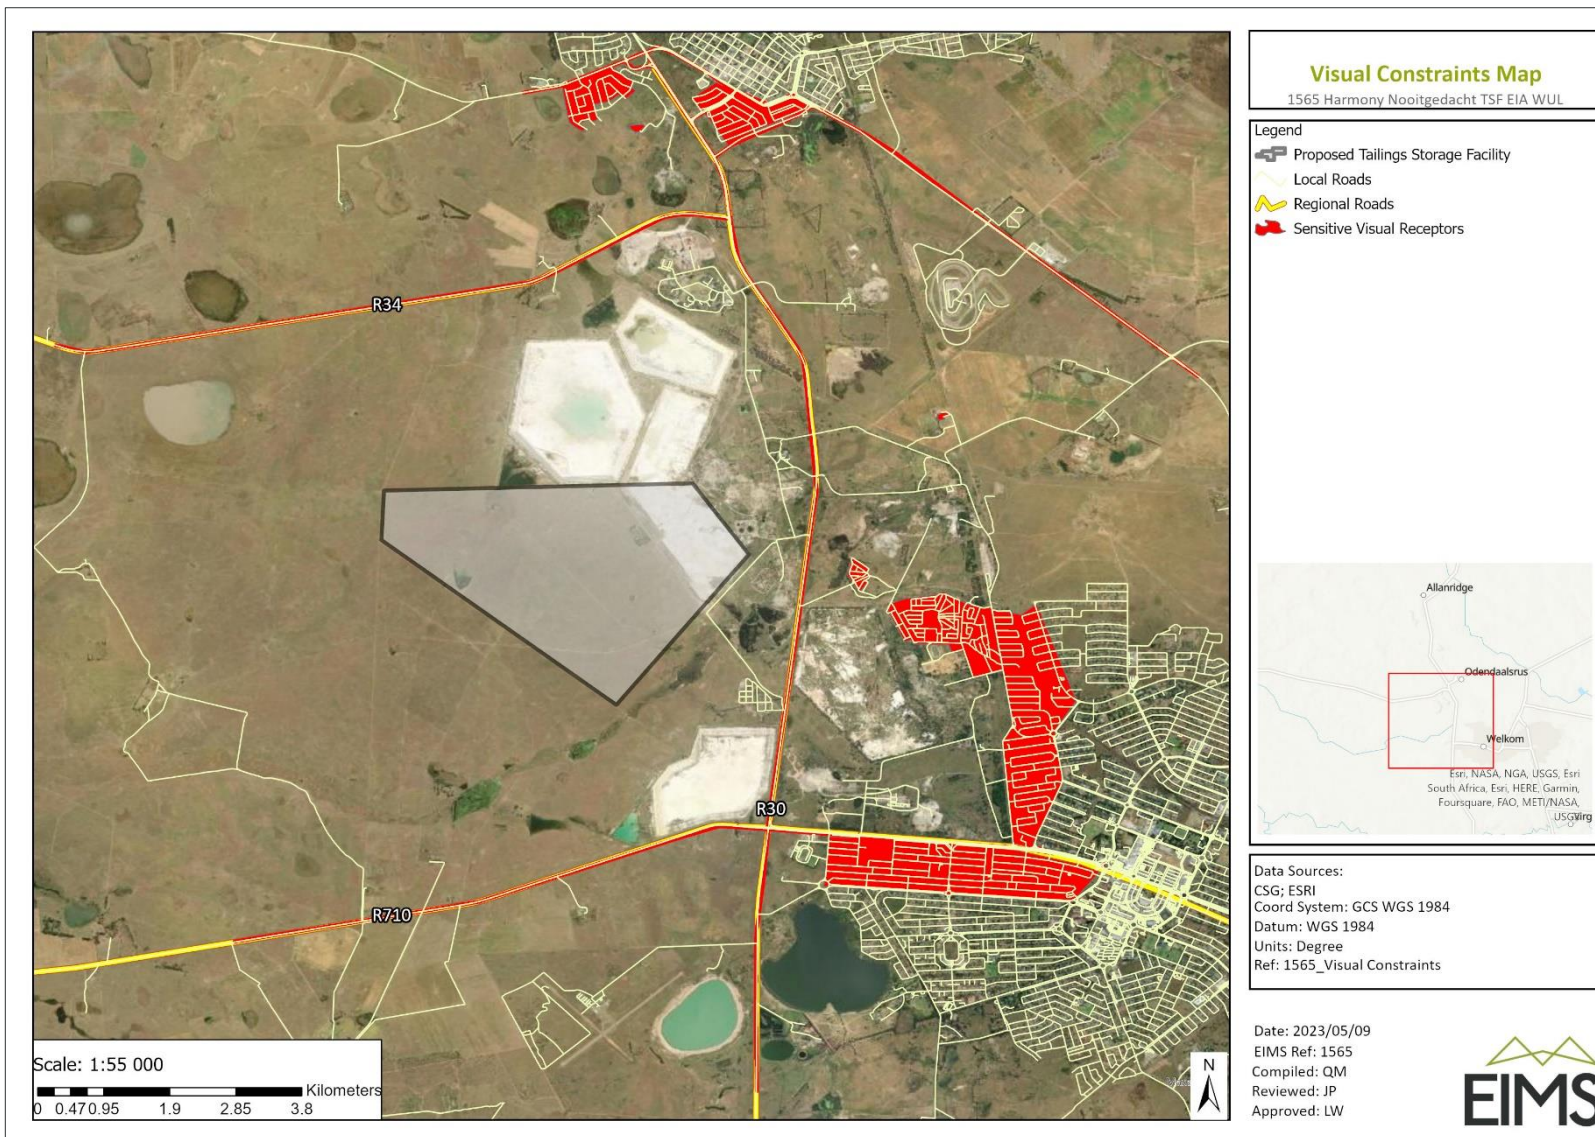 Visual Constraints Map
1565 Harmony Nooitgedacht TSF EIA WUL
Legend
Proposed Tailings Storage Facility
Local Roads
Regional Roads
Sensitive Visual Receptors
R34
R30
R710
Scale: 1:55 000
Kilometers
0 0.47 0.95 1.9 2.85 3.8
N
Allanridge
Odendaalsrus
Welkom
Esri, NASA, NGA, USGS, Esri
South Africa, Esri, HERE, Garmin,
Foursquare, FAO, METI/NASA,
USGS
Virg
Data Sources:
CSG; ESRI
Coord System: GCS WGS 1984
Datum: WGS 1984
Units: Degree
Ref: 1565_Visual Constraints
Date: 2023/05/09
EIMS Ref: 1565
Compiled: QM
Reviewed: JP
Approved: LW
EIMS